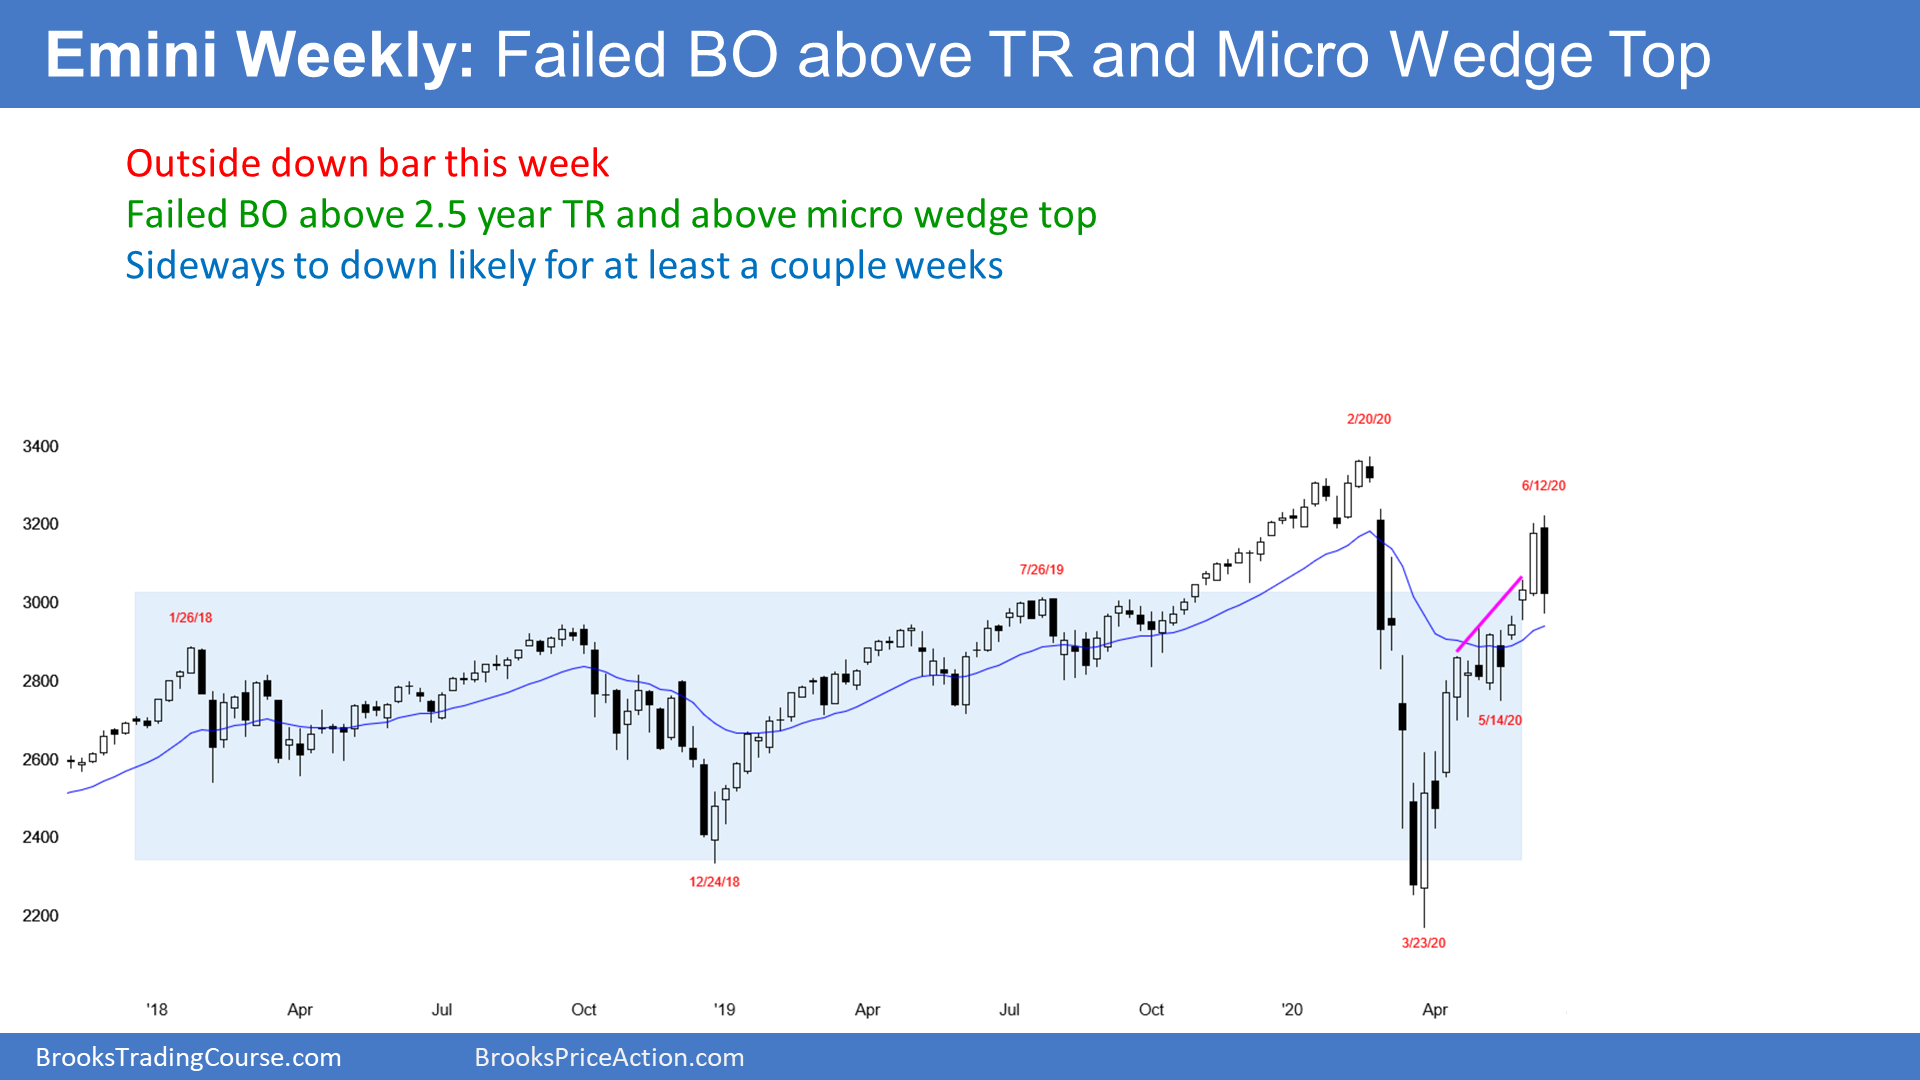 Emini Weekly: Failed BO above TR and Micro Wedge Top
Outside down bar this week
Failed BO above 2.5 year TR and above micro wedge top
Sideways to down likely for at least a couple weeks
2/20/20
3400
6/12/20
3200
7/26/19
3000
1/26/18
2800
5/14/20
2600
2400
12/24/18
2200
3/23/20
'18 Apr Jul Oct '19 Apr Jul Oct '20 Apr
BrooksTradingCourse.com BrooksPriceAction.com